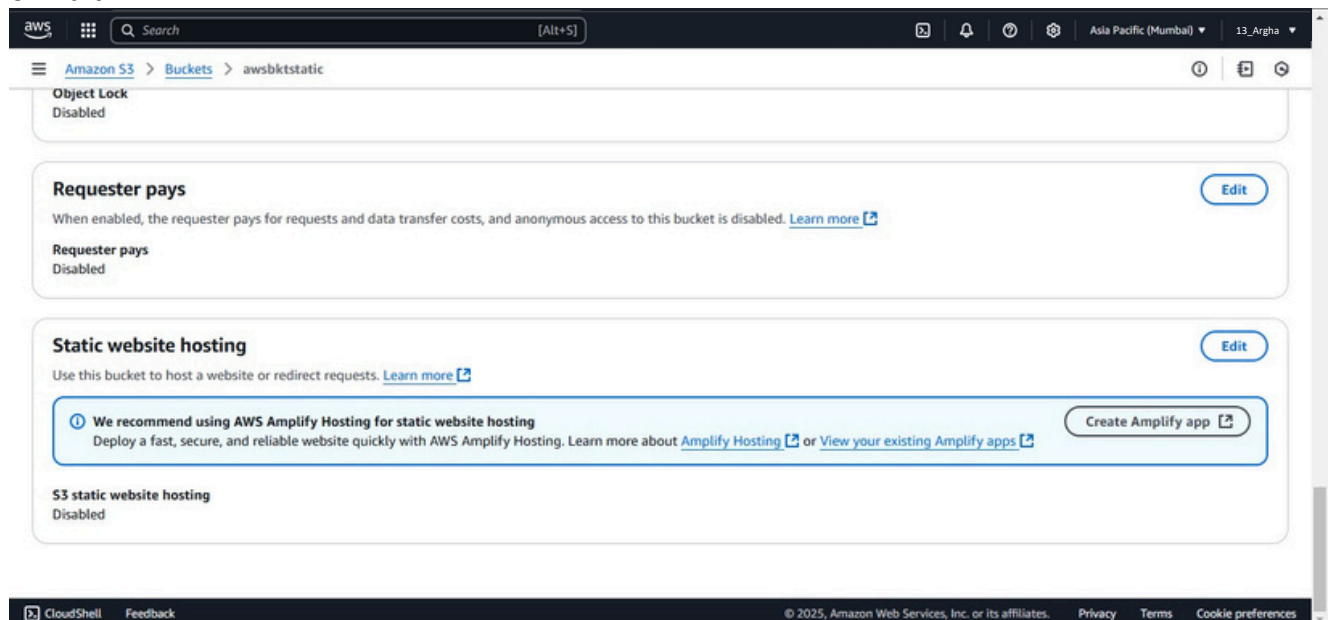 aws Search [Alt+S] Asia Pacific (Mumbai) 13_Argha
Amazon S3 > Buckets > awsbktstatic
Object Lock
Disabled
Requester pays
Edit
When enabled, the requester pays for requests and data transfer costs, and anonymous access to this bucket is disabled. Learn more
Requester pays
Disabled
Static website hosting
Edit
Use this bucket to host a website or redirect requests. Learn more
We recommend using AWS Amplify Hosting for static website hosting
Create Amplify app
Deploy a fast, secure, and reliable website quickly with AWS Amplify Hosting. Learn more about Amplify Hosting or View your existing Amplify apps
S3 static website hosting
Disabled
CloudShell Feedback © 2025, Amazon Web Services, Inc. or its affiliates. Privacy Terms Cookie preferences